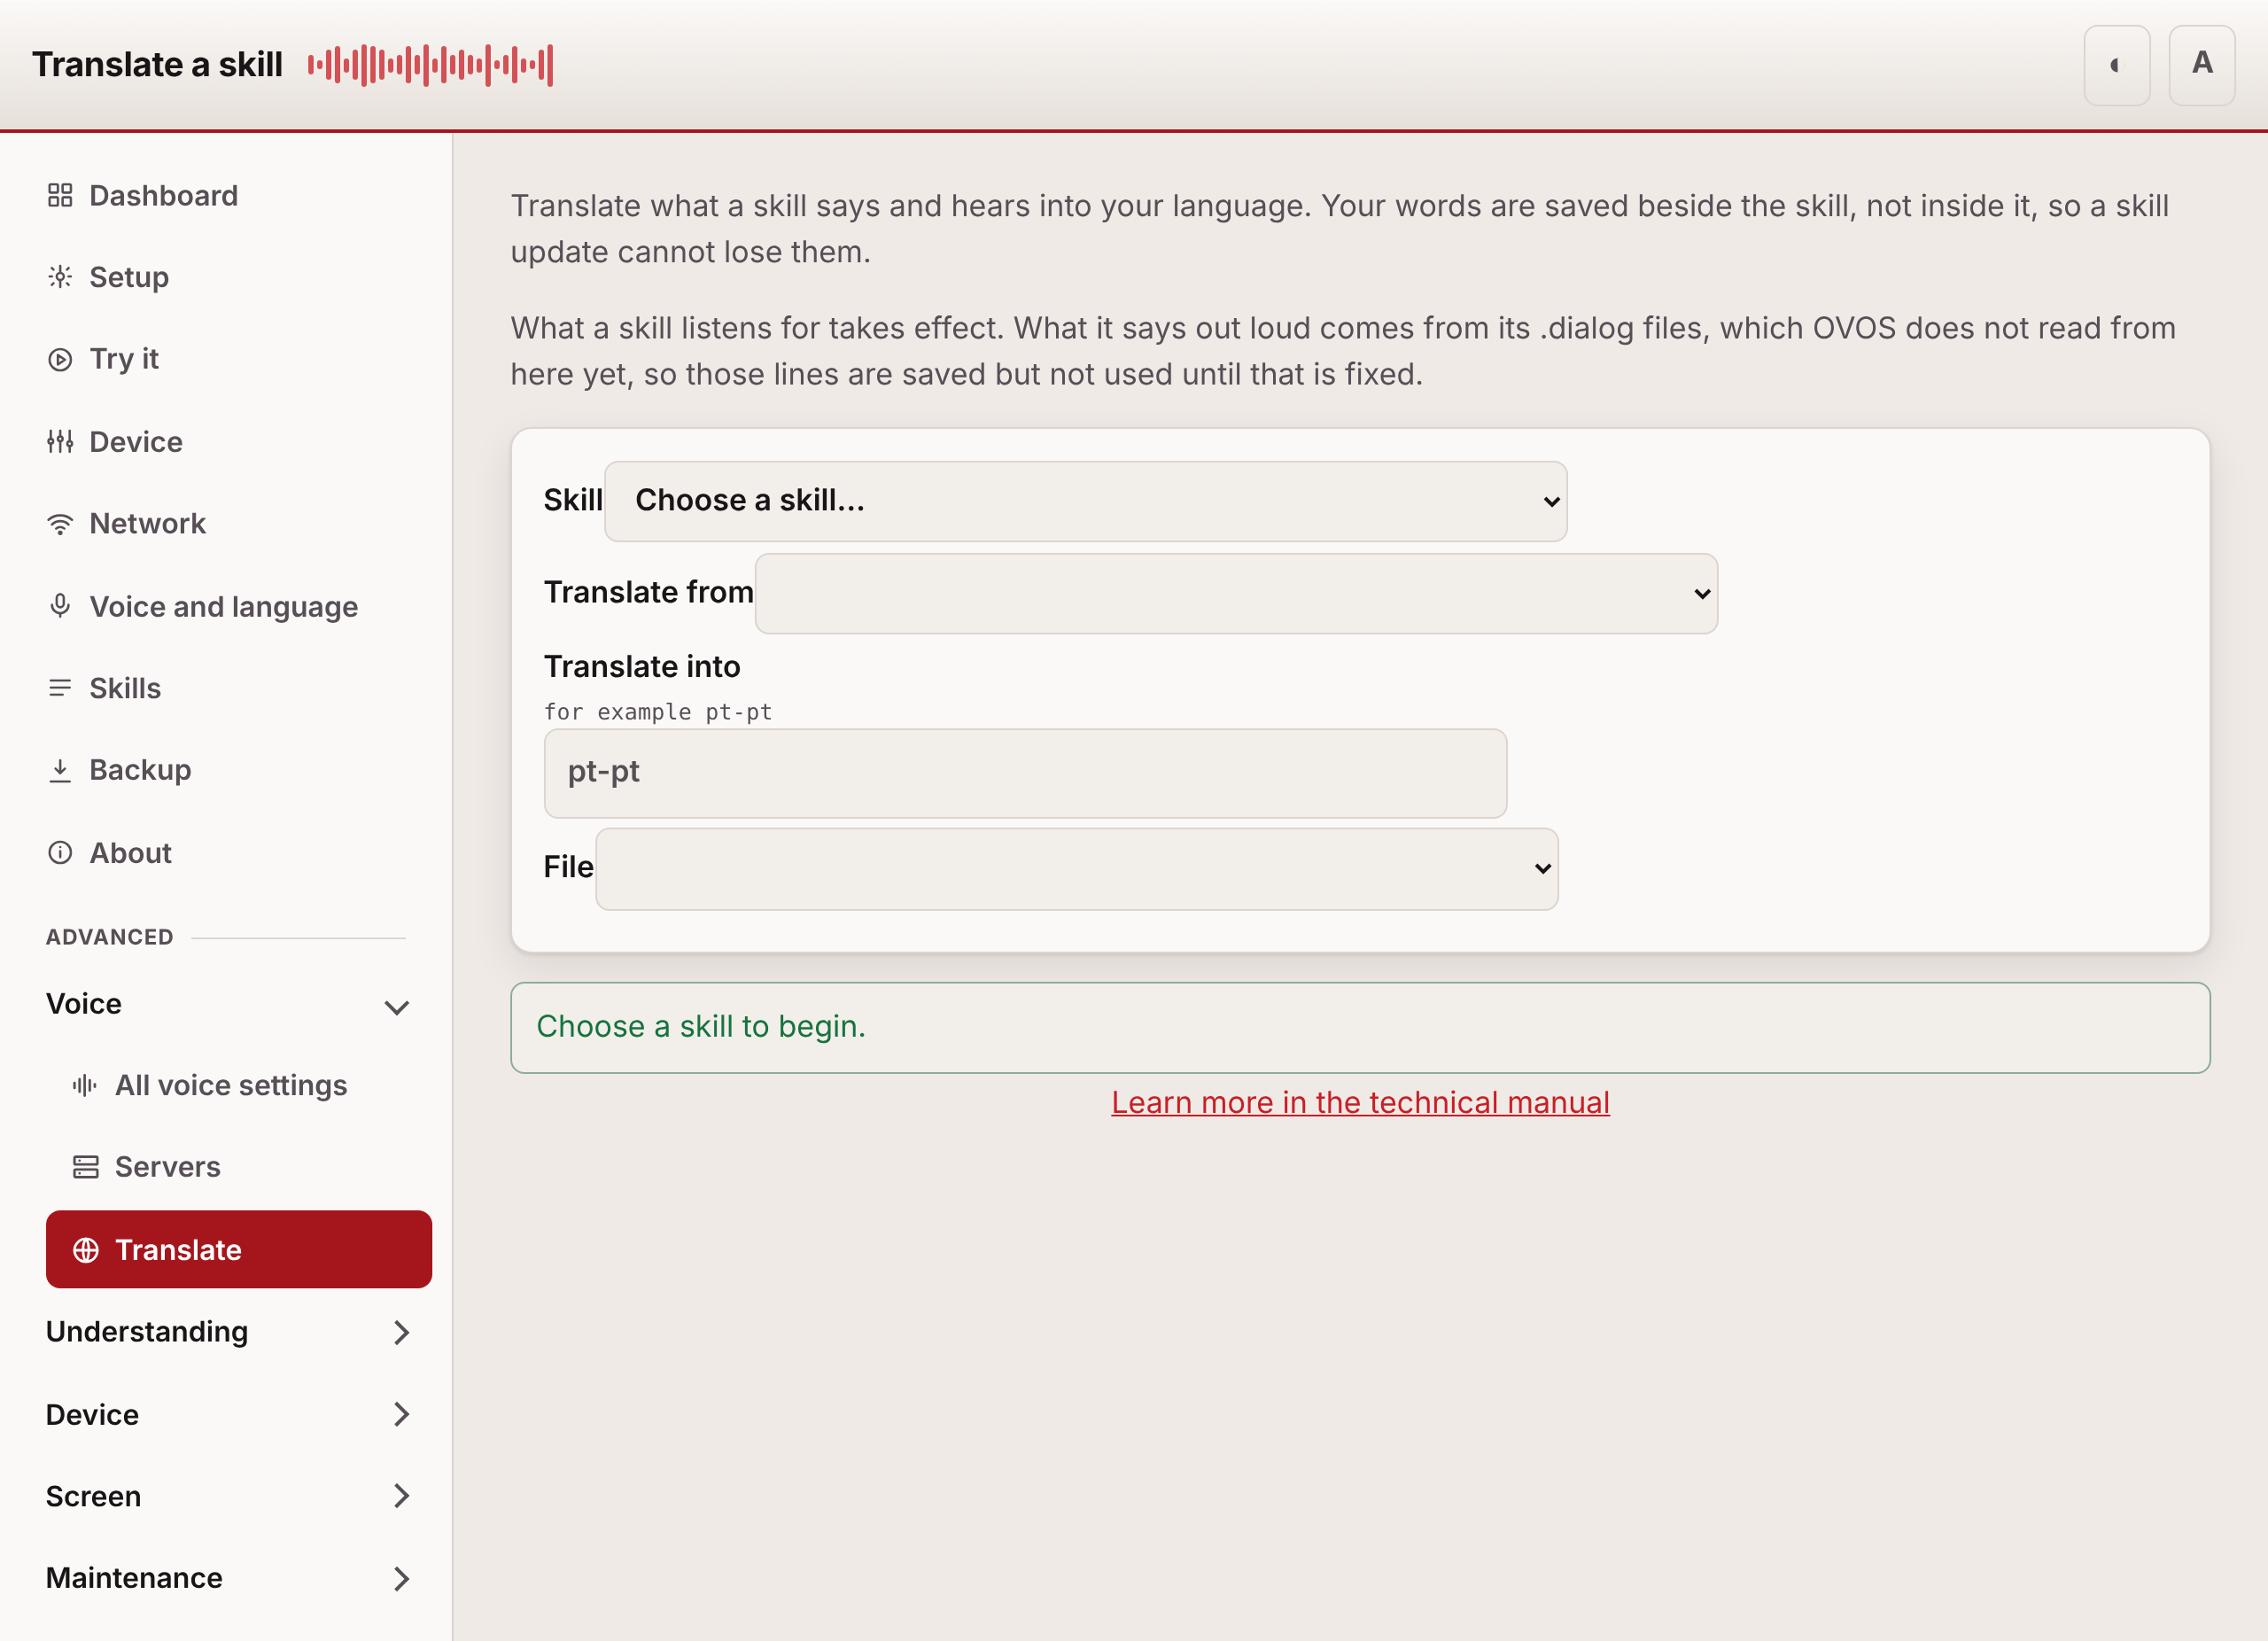 Translate a skill
A
Dashboard
Setup
Try it
Device
Network
Voice and language
Skills
Backup
About
ADVANCED
Voice
All voice settings
Servers
Translate
Understanding
Device
Screen
Maintenance
Translate what a skill says and hears into your language. Your words are saved beside the skill, not inside it, so a skill
update cannot lose them.
What a skill listens for takes effect. What it says out loud comes from its .dialog files, which OVOS does not read from
here yet, so those lines are saved but not used until that is fixed.
Skill Choose a skill...
Translate from
Translate into
for example pt-pt
pt-pt
File
Choose a skill to begin.
Learn more in the technical manual